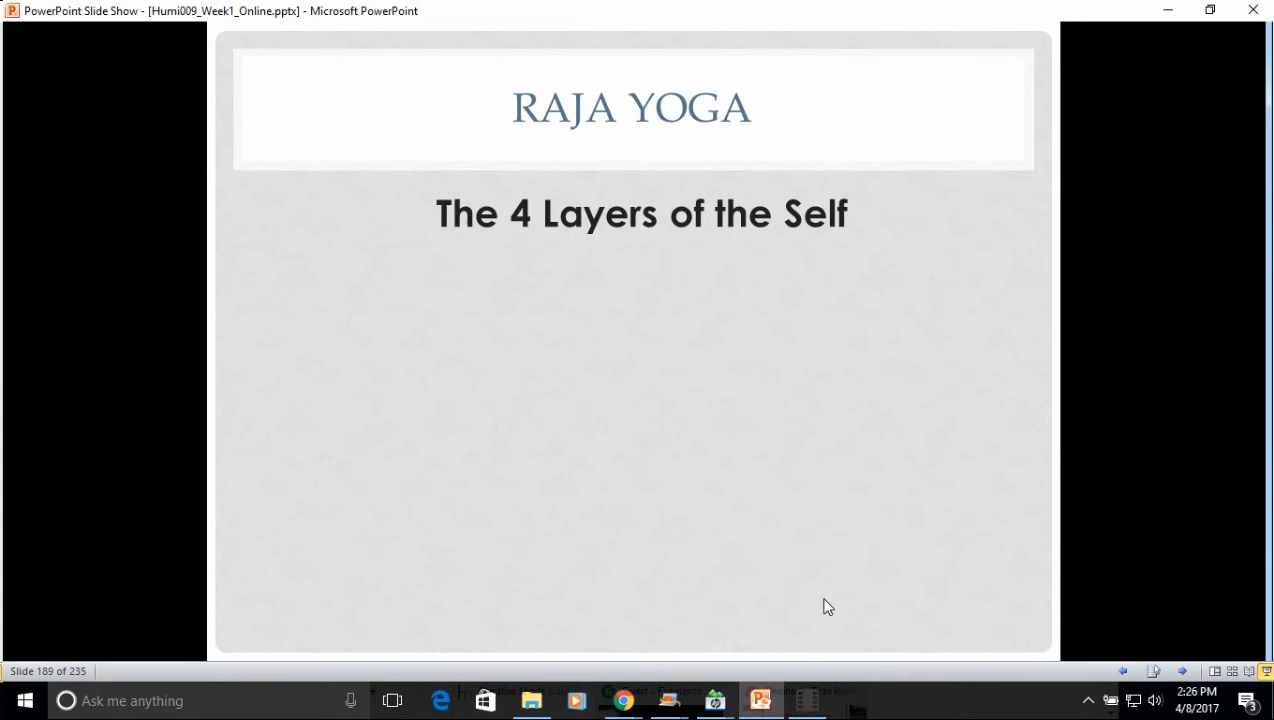 PowerPoint Slide Show - [Humi009_Week1_Online.pptx] - Microsoft PowerPoint
RAJA YOGA
The 4 Layers of the Self
Slide 189 of 235
Ask me anything
2:26 PM
4/8/2017
3